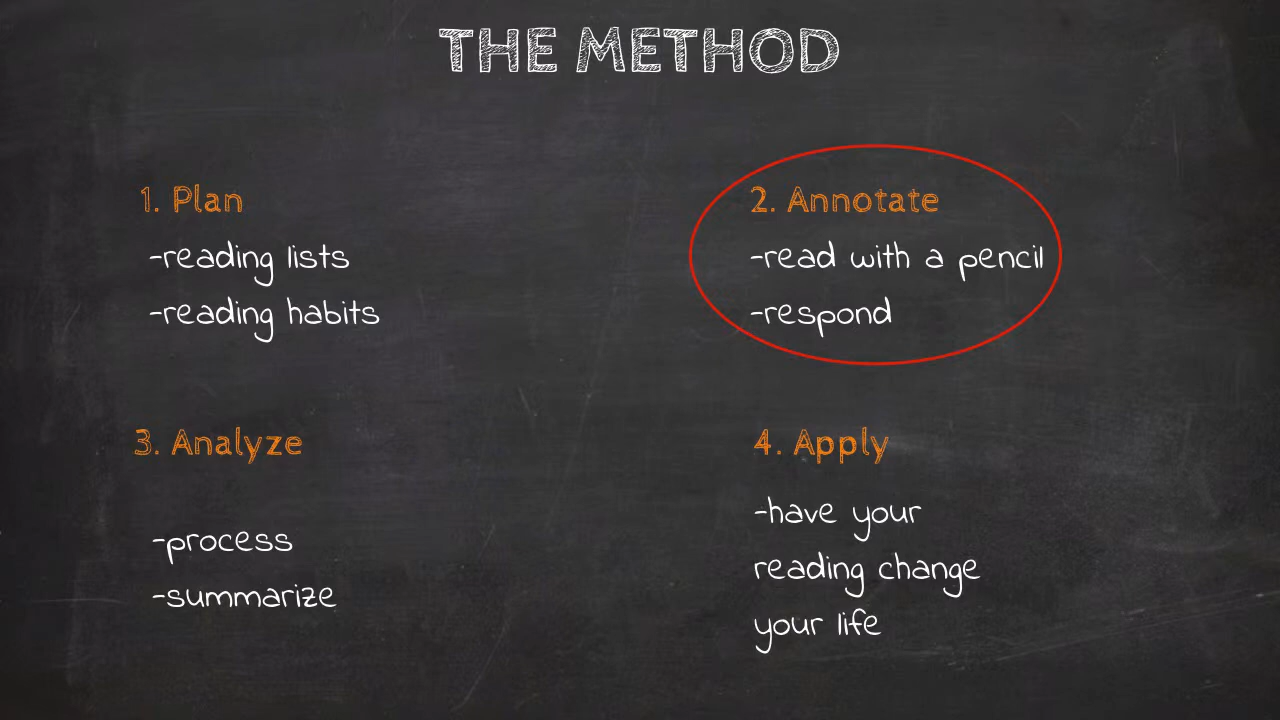 THE METHOD
1. Plan
-reading lists
-reading habits
2. Annotate
-read with a pencil
-respond
3. Analyze
-process
-summarize
4. Apply
-have your
reading change
your life